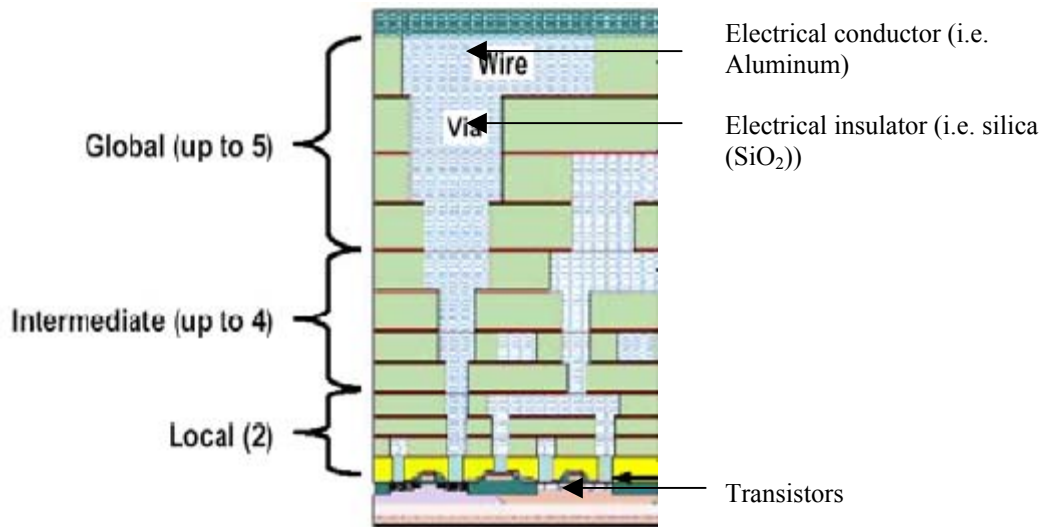 Electrical conductor (i.e.
Aluminum)
Wire
Via
Electrical insulator (i.e. silica
(SiO₂))
Global (up to 5)
Intermediate (up to 4)
Local (2)
Transistors